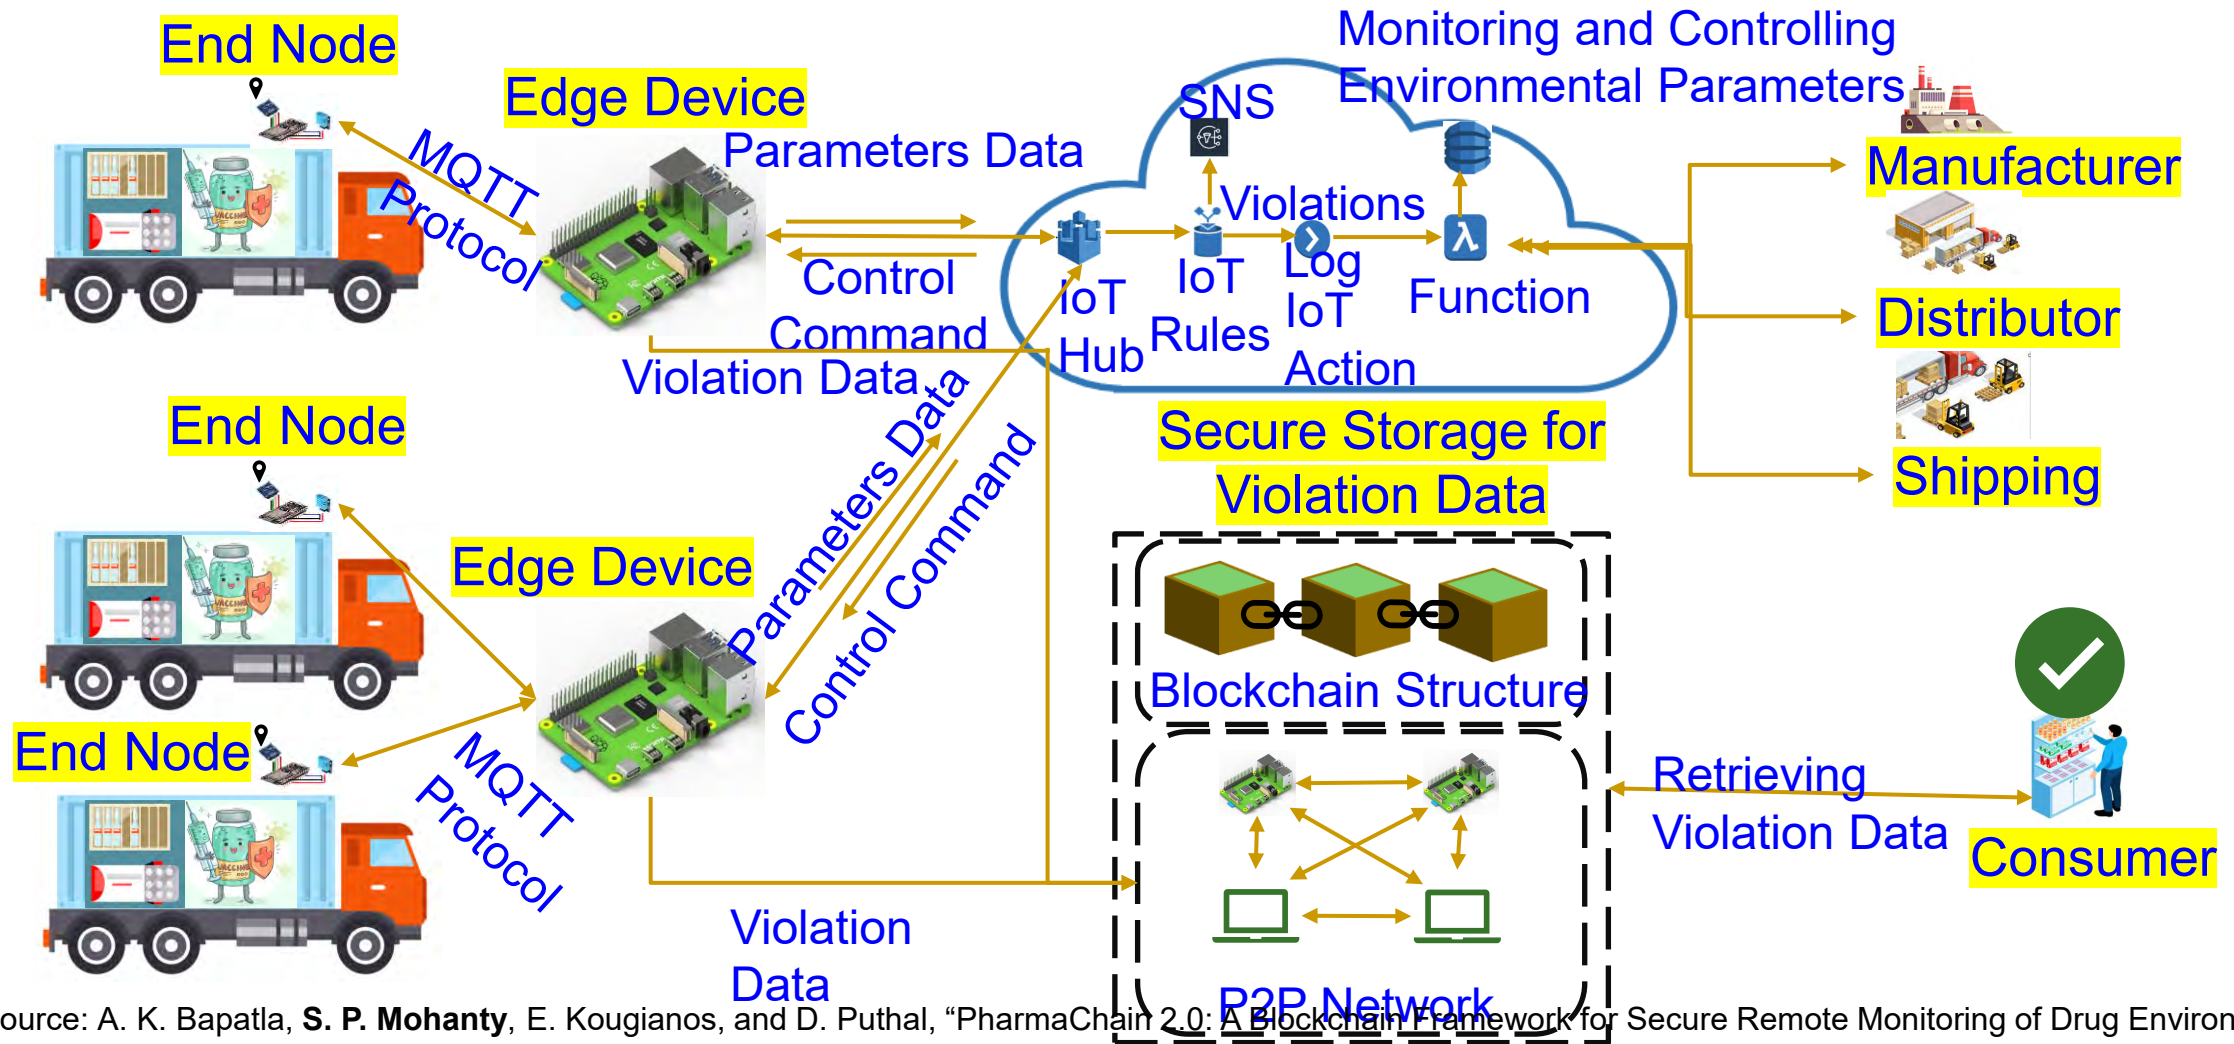 End Node
Edge Device
MQTT
Protocol
Parameters Data
Control
Command
Violation Data
Monitoring and Controlling
Environmental Parameters
SNS
Violations
IoT
Hub
IoT
Rules
Log
IoT
Action
Function
Manufacturer
Distributor
Shipping
End Node
Edge Device
Parameters Data
Control Command
Secure Storage for
Violation Data
Blockchain Structure
End Node
MQTT
Protocol
Violation
Data
P2P Network
Retrieving
Violation Data
Consumer
VACCINE
VACCINE
VACCINE
ource: A. K. Bapatla, S. P. Mohanty, E. Kougianos, and D. Puthal, “PharmaChain 2.0: A Blockchain Framework for Secure Remote Monitoring of Drug Environ